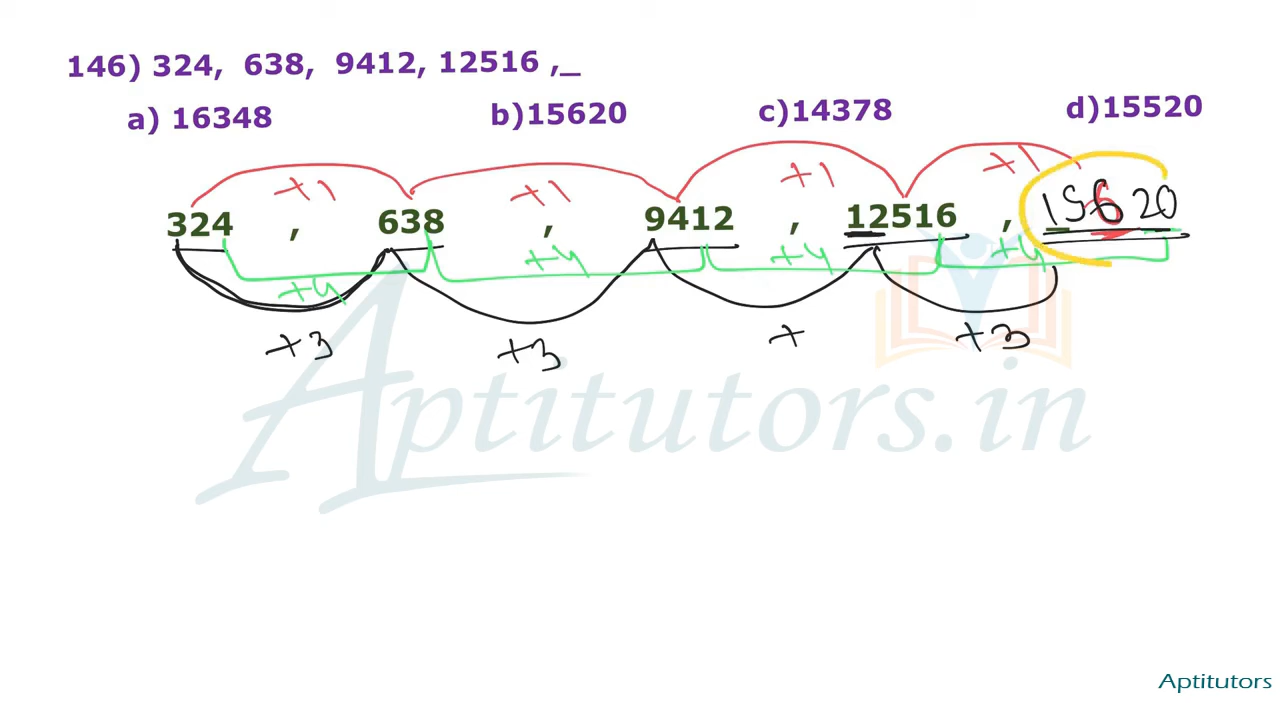 146) 324, 638, 9412, 12516 ,_
a) 16348 b)15620 c)14378 d)15520
+1 +1 +1 +1
324 , 638 , 9412 , 12516 , 15620
+4 +4 +4 +4
+3 +3 + +3
Aptitutors.in
Aptitutors